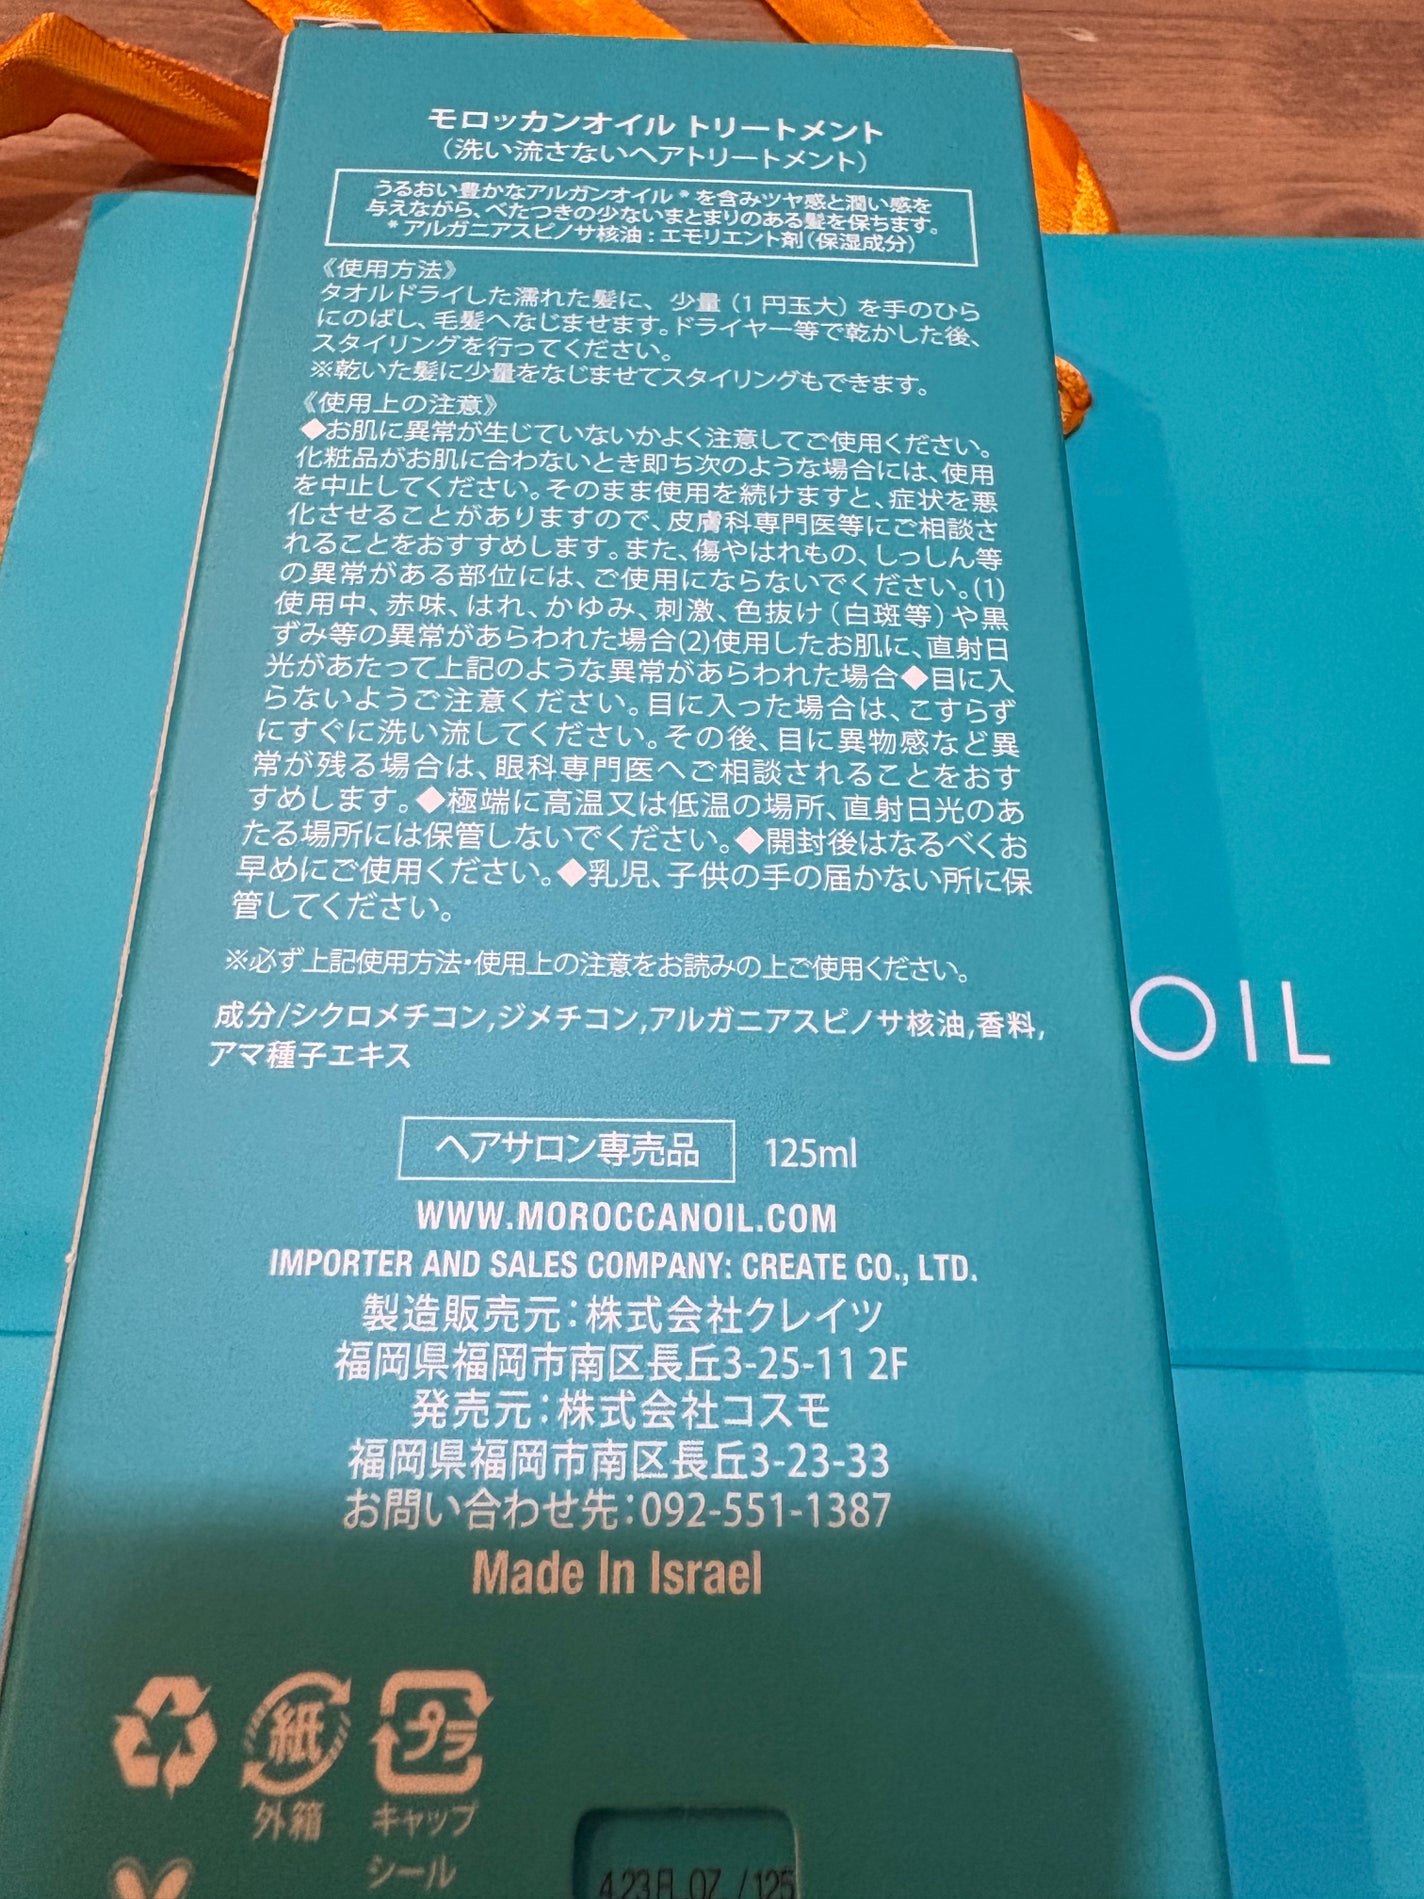 モロッカンオイル トリートメント
（洗い流さないヘアトリートメント）
うるおい豊かなアルガンオイル＊を含みツヤ感と潤い感を
与えながら、べたつきの少ないまとまりのある髪を保ちます。
＊アルガニアスピノサ核油：エモリエント剤（保湿成分）
《使用方法》
タオルドライした濡れた髪に、少量（1円玉大）を手のひら
にのばし、毛髪へなじませます。ドライヤー等で乾かした後、
スタイリングを行ってください。
※乾いた髪に少量をなじませてスタイリングもできます。
《使用上の注意》
◆お肌に異常が生じていないかよく注意してご使用ください。
化粧品がお肌に合わないとき即ち次のような場合には、使用
を中止してください。そのまま使用を続けますと、症状を悪
化させることがありますので、皮膚科専門医等にご相談さ
れることをおすすめします。また、傷やはれもの、しっしん等
の異常がある部位には、ご使用にならないでください。(1)
使用中、赤味、はれ、かゆみ、刺激、色抜け（白斑等）や黒
ずみ等の異常があらわれた場合(2)使用したお肌に、直射日
光があたって上記のような異常があらわれた場合◆目に入
らないようご注意ください。目に入った場合は、こすらず
にすぐに洗い流してください。その後、目に異物感など異
常が残る場合は、眼科専門医へご相談されることをおす
すめします。◆極端に高温又は低温の場所、直射日光のあ
たる場所には保管しないでください。◆開封後はなるべくお
早めにご使用ください。◆乳児、子供の手の届かない所に保
管してください。
※必ず上記使用方法・使用上の注意をお読みの上ご使用ください。
成分/シクロメチコン,ジメチコン,アルガニアスピノサ核油,香料,
アマ種子エキス
ヘアサロン専売品 125ml
WWW.MOROCCANOIL.COM
IMPORTER AND SALES COMPANY: CREATE CO., LTD.
製造販売元：株式会社クレイツ
福岡県福岡市南区長丘3-25-11 2F
発売元：株式会社コスモ
福岡県福岡市南区長丘3-23-33
お問い合わせ先：092-551-1387
Made In Israel
紙
プラ
外箱
キャップ
シール
OIL